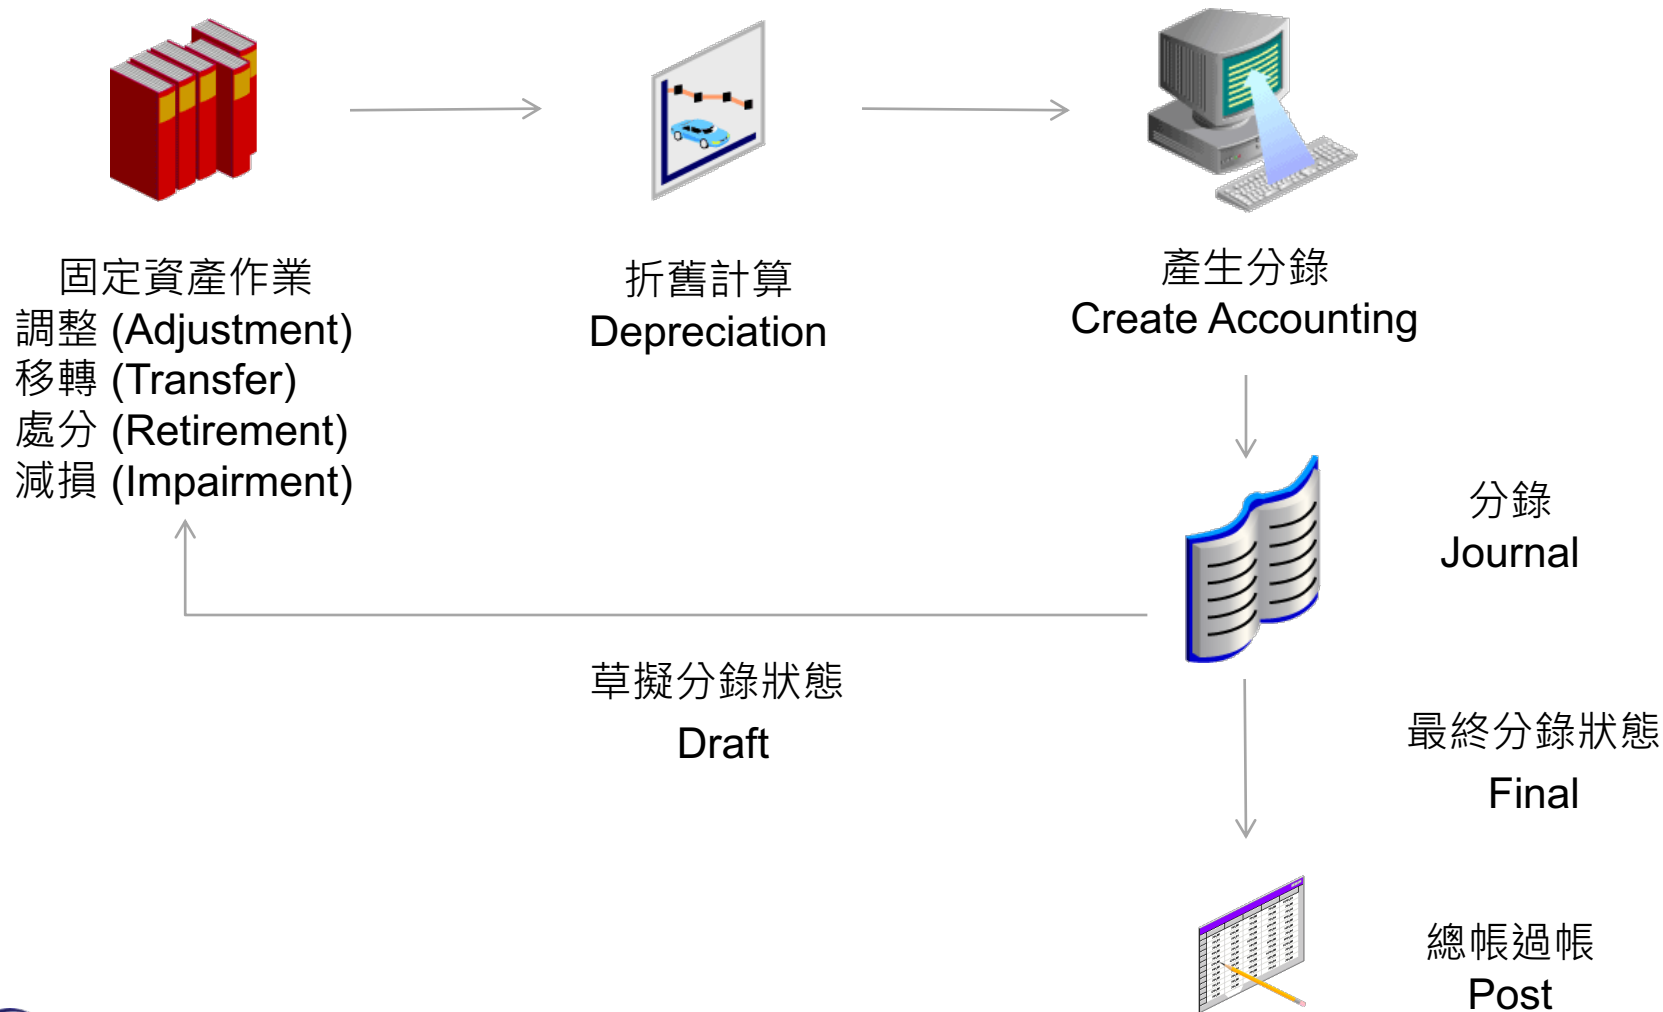 固定資產作業
調整 (Adjustment)
移轉 (Transfer)
處分 (Retirement)
減損 (Impairment)
折舊計算
Depreciation
產生分錄
Create Accounting
分錄
Journal
草擬分錄狀態
Draft
最終分錄狀態
Final
總帳過帳
Post